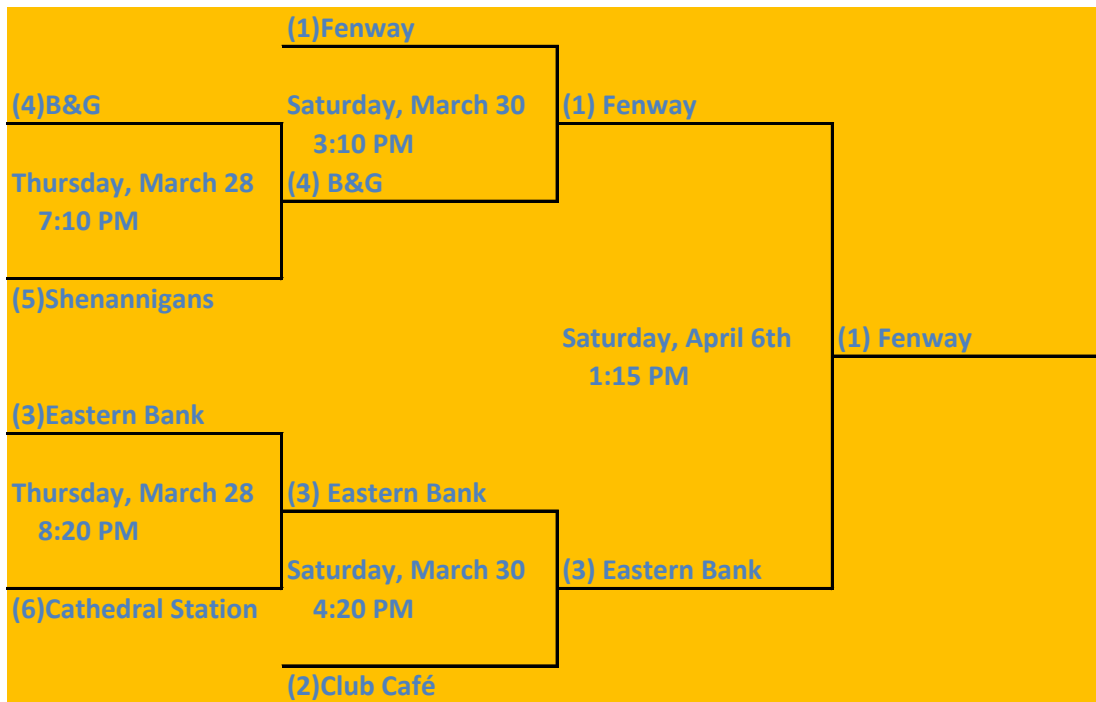 (1)Fenway
(4)B&G
Saturday, March 30
(1) Fenway
3:10 PM
Thursday, March 28
(4) B&G
7:10 PM
(5)Shenannigans
Saturday, April 6th
(1) Fenway
1:15 PM
(3)Eastern Bank
Thursday, March 28
(3) Eastern Bank
8:20 PM
Saturday, March 30
(3) Eastern Bank
(6)Cathedral Station
4:20 PM
(2)Club Café